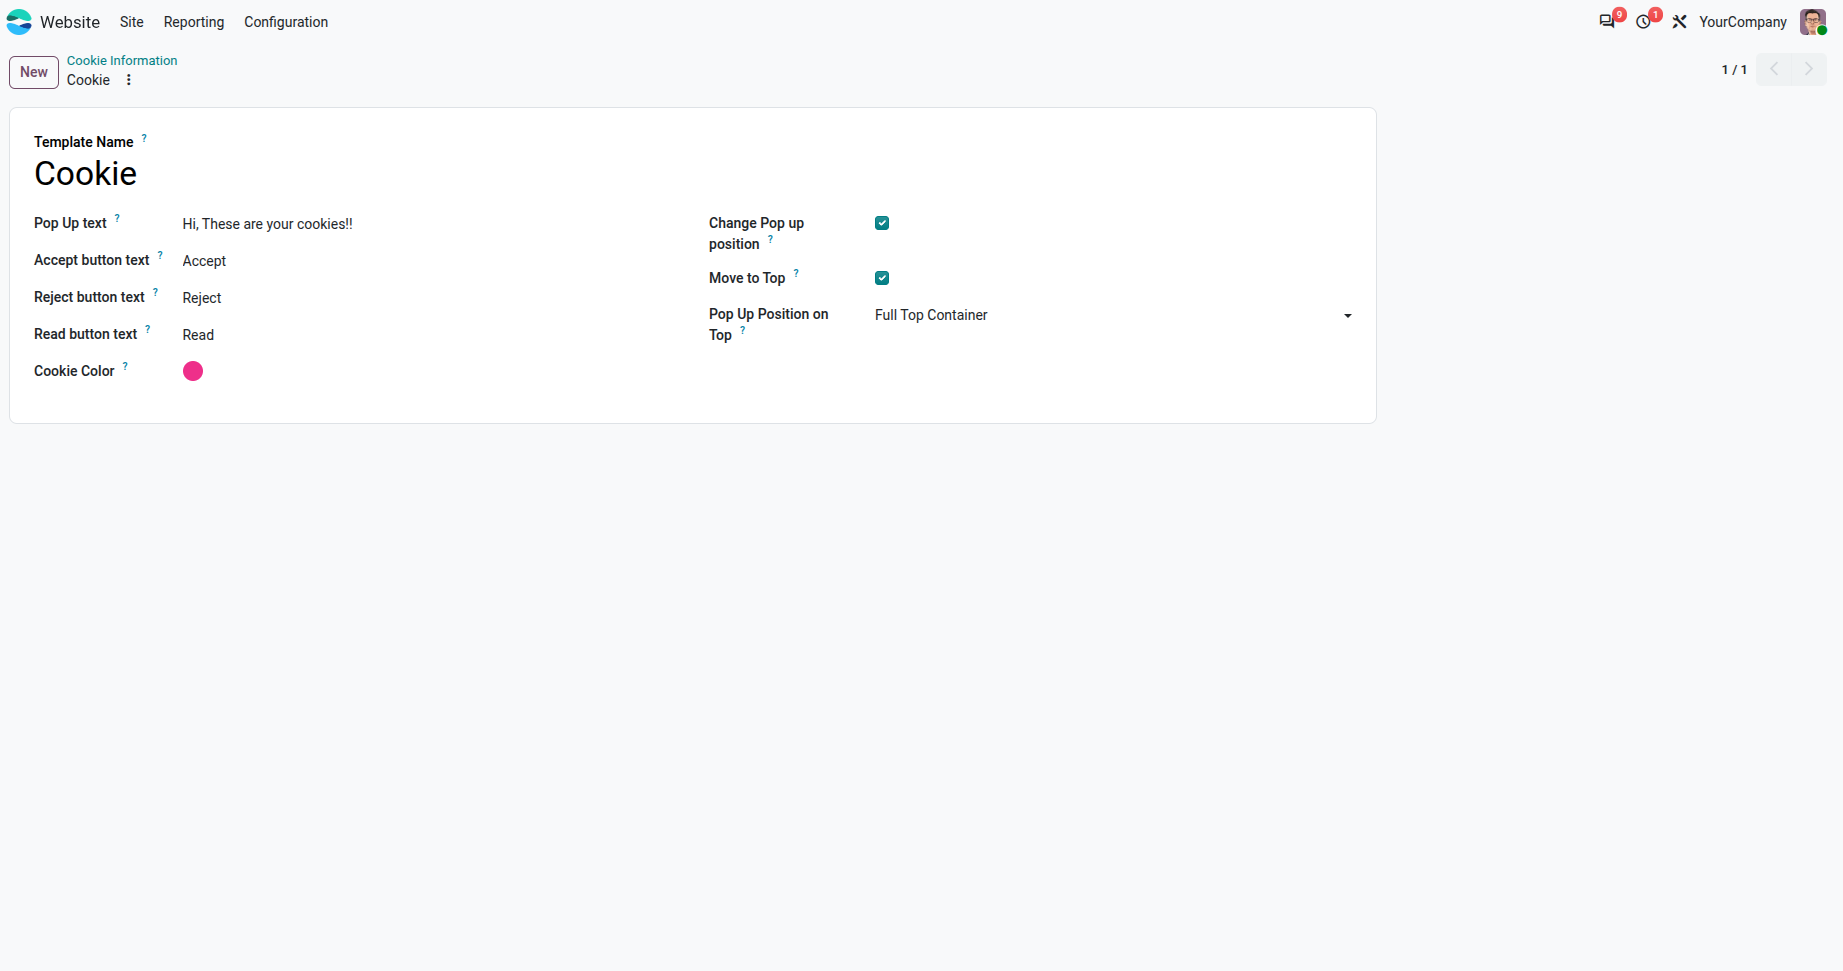 Website Site Reporting Configuration 9 1 YourCompany
New
Cookie Information
Cookie
1 / 1
Template Name ?
Cookie
Pop Up text ? Hi, These are your cookies!!
Accept button text ? Accept
Reject button text ? Reject
Read button text ? Read
Cookie Color ?
Change Pop up
position ?
Move to Top ?
Pop Up Position on
Top ?
Full Top Container